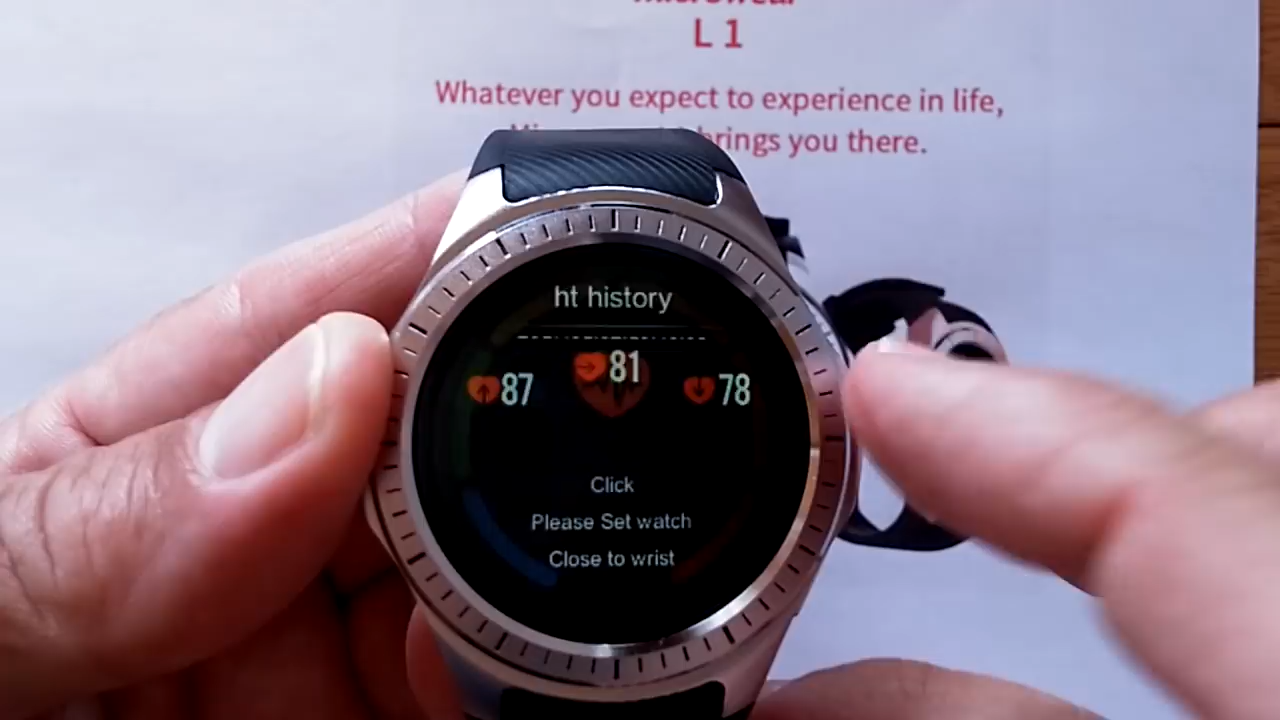 L 1
Whatever you expect to experience in life,
brings you there.
ht history
87
81
78
Click
Please Set watch
Close to wrist